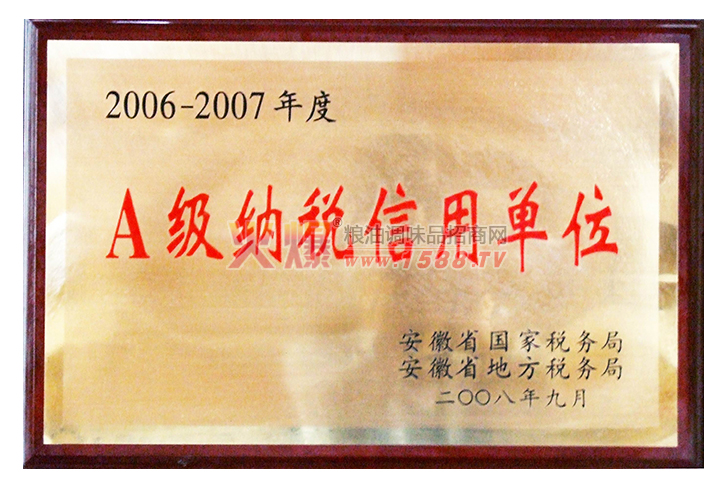 2006-2007年度
A级纳税信用单位
火爆®粮油调味品招商网
www.1588.TV
安徽省国家税务局
安徽省地方税务局
二〇〇八年九月